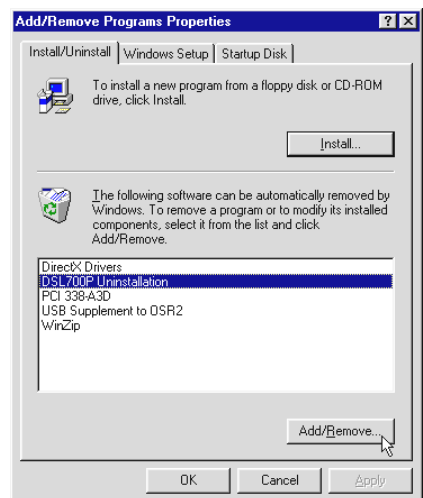 Add/Remove Programs Properties
Install/Uninstall Windows Setup Startup Disk
To install a new program from a floppy disk or CD-ROM
drive, click Install.
Install...
The following software can be automatically removed by
Windows. To remove a program or to modify its installed
components, select it from the list and click
Add/Remove.
DirectX Drivers
DSL700P Uninstallation
PCI 338-A3D
USB Supplement to OSR2
WinZip
Add/Remove...
OK Cancel Apply